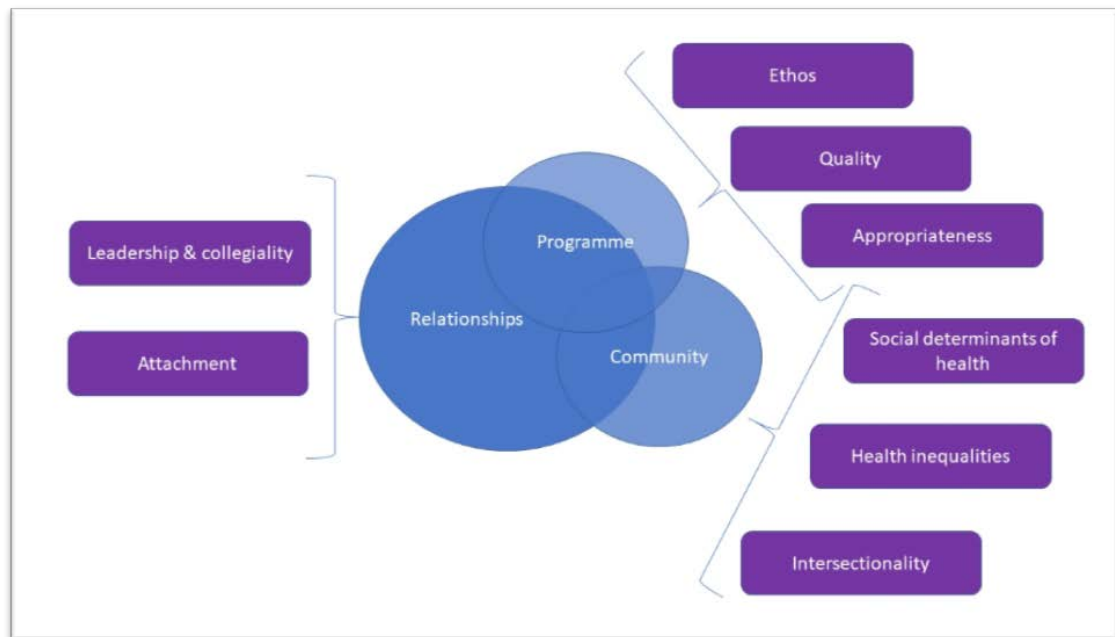 Leadership & collegiality
Attachment
Relationships
Programme
Community
Ethos
Quality
Appropriateness
Social determinants of
health
Health inequalities
Intersectionality